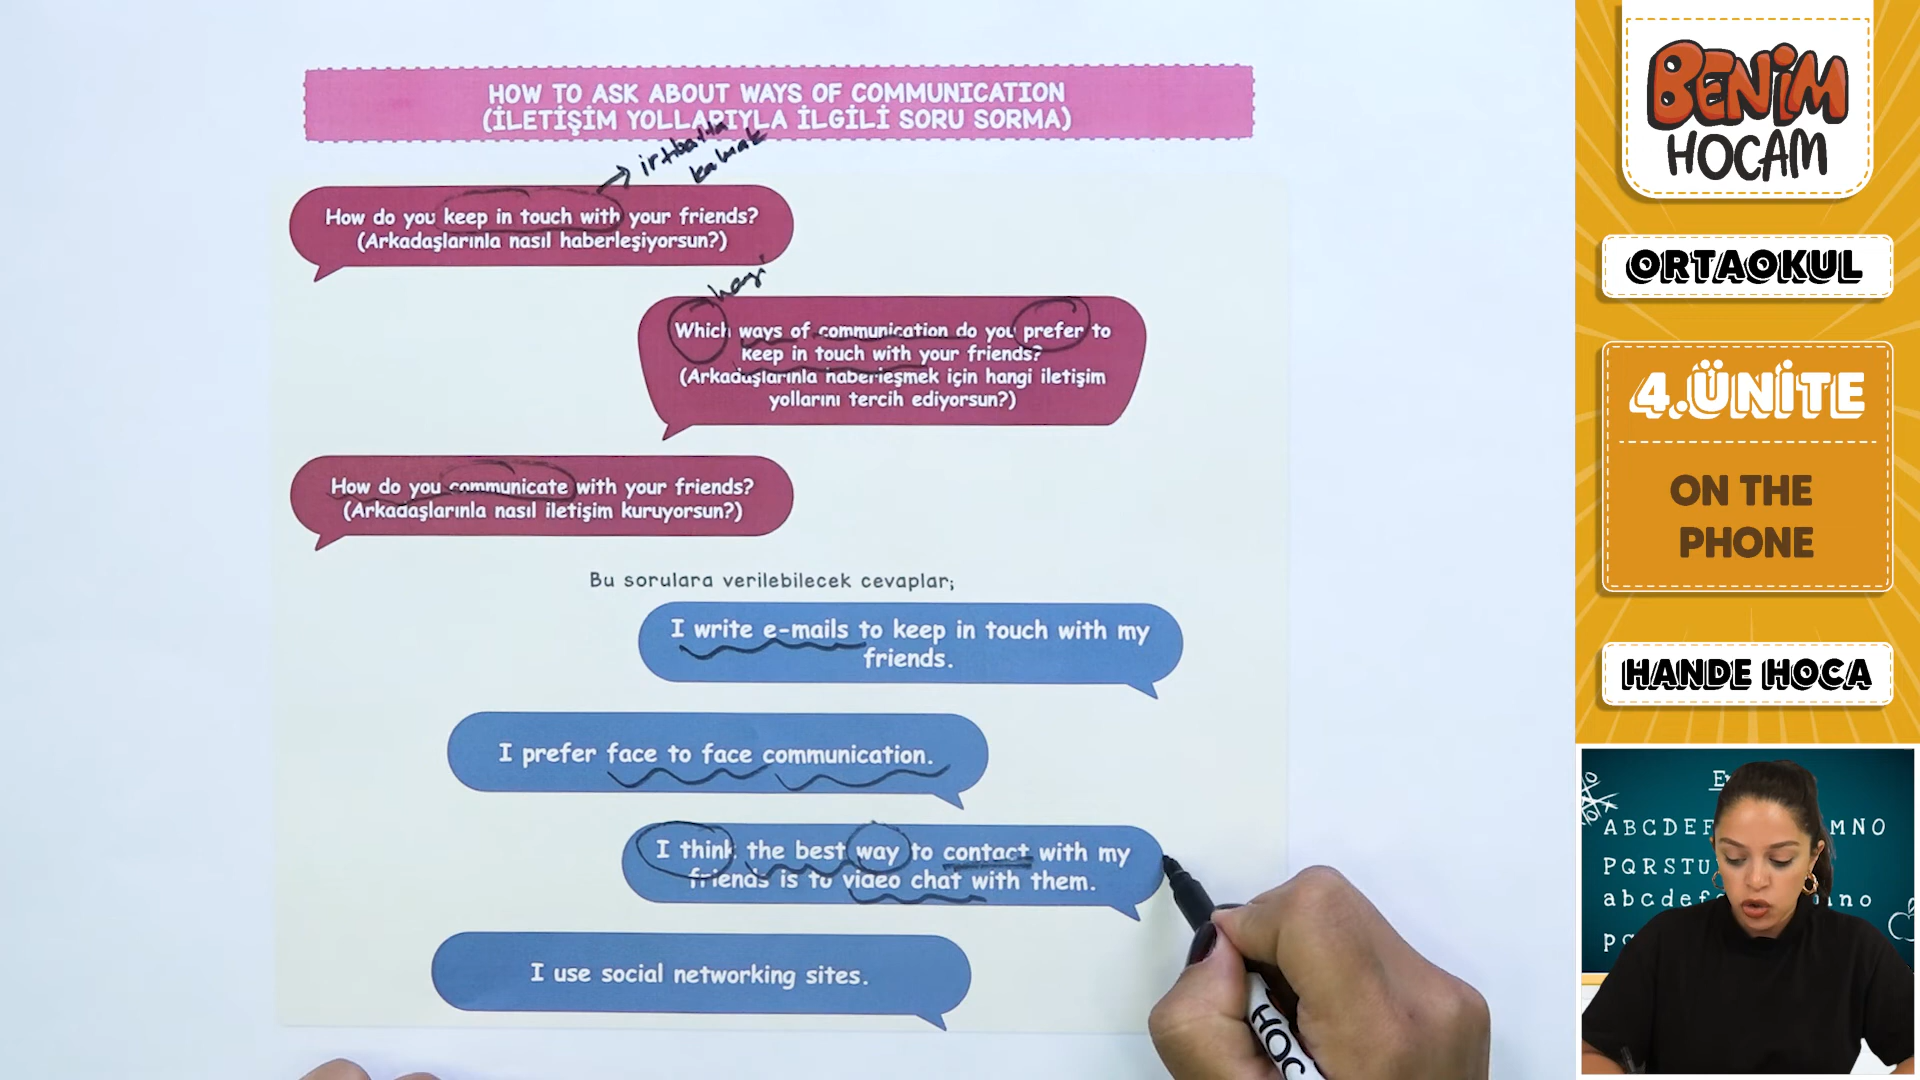 HOW TO ASK ABOUT WAYS OF COMMUNICATION
(İLETİŞİM YOLLARIYLA İLGİLİ SORU SORMA)
irtibatta
kalmak
How do you keep in touch with your friends?
(Arkadaşlarınla nasıl haberleşiyorsun?)
hangi
Which ways of communication do you prefer to
keep in touch with your friends?
(Arkadaşlarınla haberleşmek için hangi iletişim
yollarını tercih ediyorsun?)
How do you communicate with your friends?
(Arkadaşlarınla nasıl iletişim kuruyorsun?)
Bu sorulara verilebilecek cevaplar;
I write e-mails to keep in touch with my
friends.
I prefer face to face communication.
I think the best way to contact with my
friends is to video chat with them.
I use social networking sites.
HOC
BENİM
HOCAM
ORTAOKUL
4.ÜNİTE
ON THE
PHONE
HANDE HOCA
A B C D E F
M N O
P Q R S T U
a b c d e f
n o